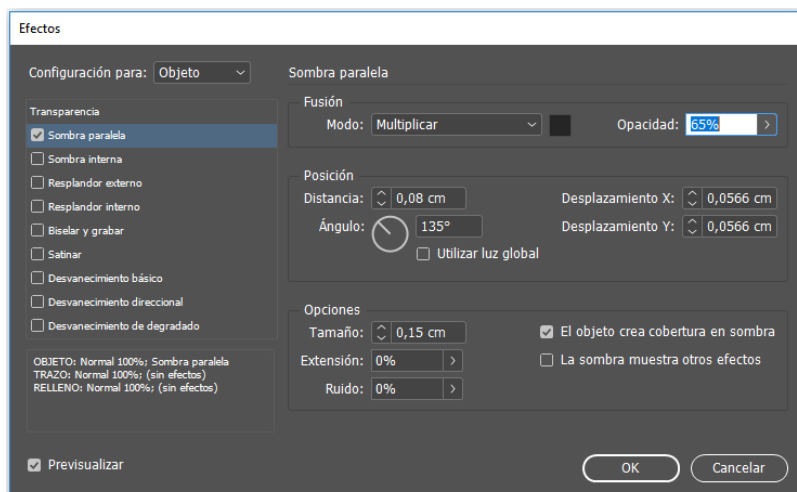 Efectos
Configuración para: Objeto
Transparencia
Sombra paralela
Sombra interna
Resplandor externo
Resplandor interno
Biselar y grabar
Satinar
Desvanecimiento básico
Desvanecimiento direccional
Desvanecimiento de degradado
OBJETO: Normal 100%; Sombra paralela
TRAZO: Normal 100%; (sin efectos)
RELLENO: Normal 100%; (sin efectos)
Previsualizar
Sombra paralela
Fusión
Modo: Multiplicar Opacidad: 65%
Posición
Distancia: 0,08 cm Desplazamiento X: 0,0566 cm
Ángulo: 135° Desplazamiento Y: 0,0566 cm
Utilizar luz global
Opciones
Tamaño: 0,15 cm El objeto crea cobertura en sombra
Extensión: 0% La sombra muestra otros efectos
Ruido: 0%
OK Cancelar